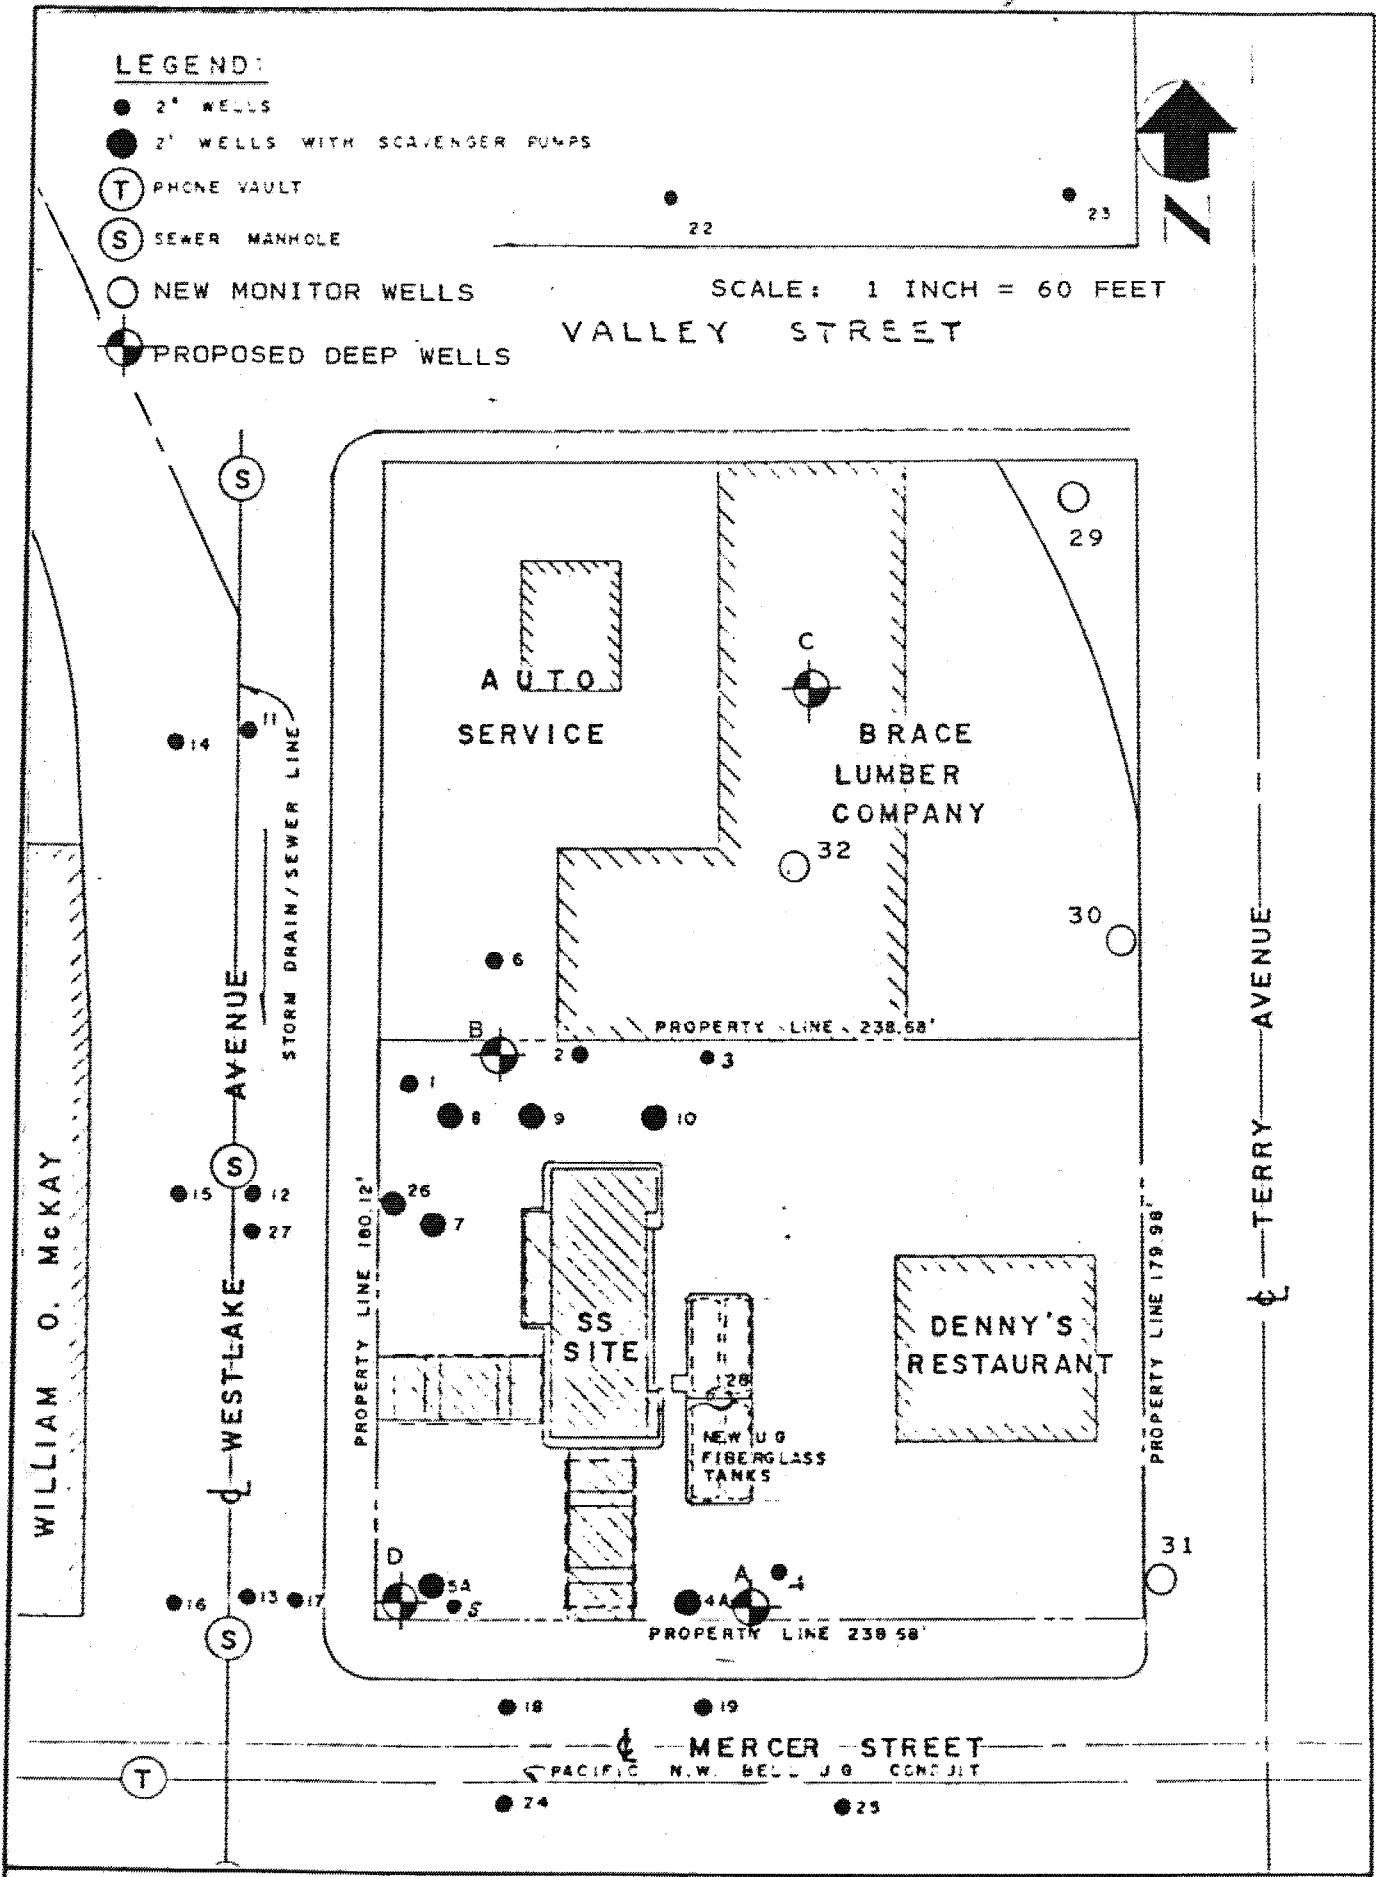 LEGEND:
2" WELLS
2' WELLS WITH SCAVENGER PUMPS
T PHONE VAULT
S SEWER MANHOLE
NEW MONITOR WELLS
PROPOSED DEEP WELLS
N
22
23
SCALE: 1 INCH = 60 FEET
VALLEY STREET
S
29
C
AUTO
SERVICE
BRACE
LUMBER
COMPANY
11
14
32
30
STORM DRAIN/SEWER LINE
6
PROPERTY LINE 238.68'
B
2
3
1
8
9
10
S
15
12
27
26
7
WILLIAM O. McKAY
℄ WESTLAKE AVENUE
PROPERTY LINE 180.12'
SS
SITE
28
NEW U G
FIBERGLASS
TANKS
DENNY'S
RESTAURANT
PROPERTY LINE 179.98'
℄ TERRY AVENUE
31
D
5A
5
A
4
4A
16
13
17
S
PROPERTY LINE 238 58'
18
19
℄ MERCER STREET
T
PACIFIC N.W. BELL U G CONDUIT
24
25